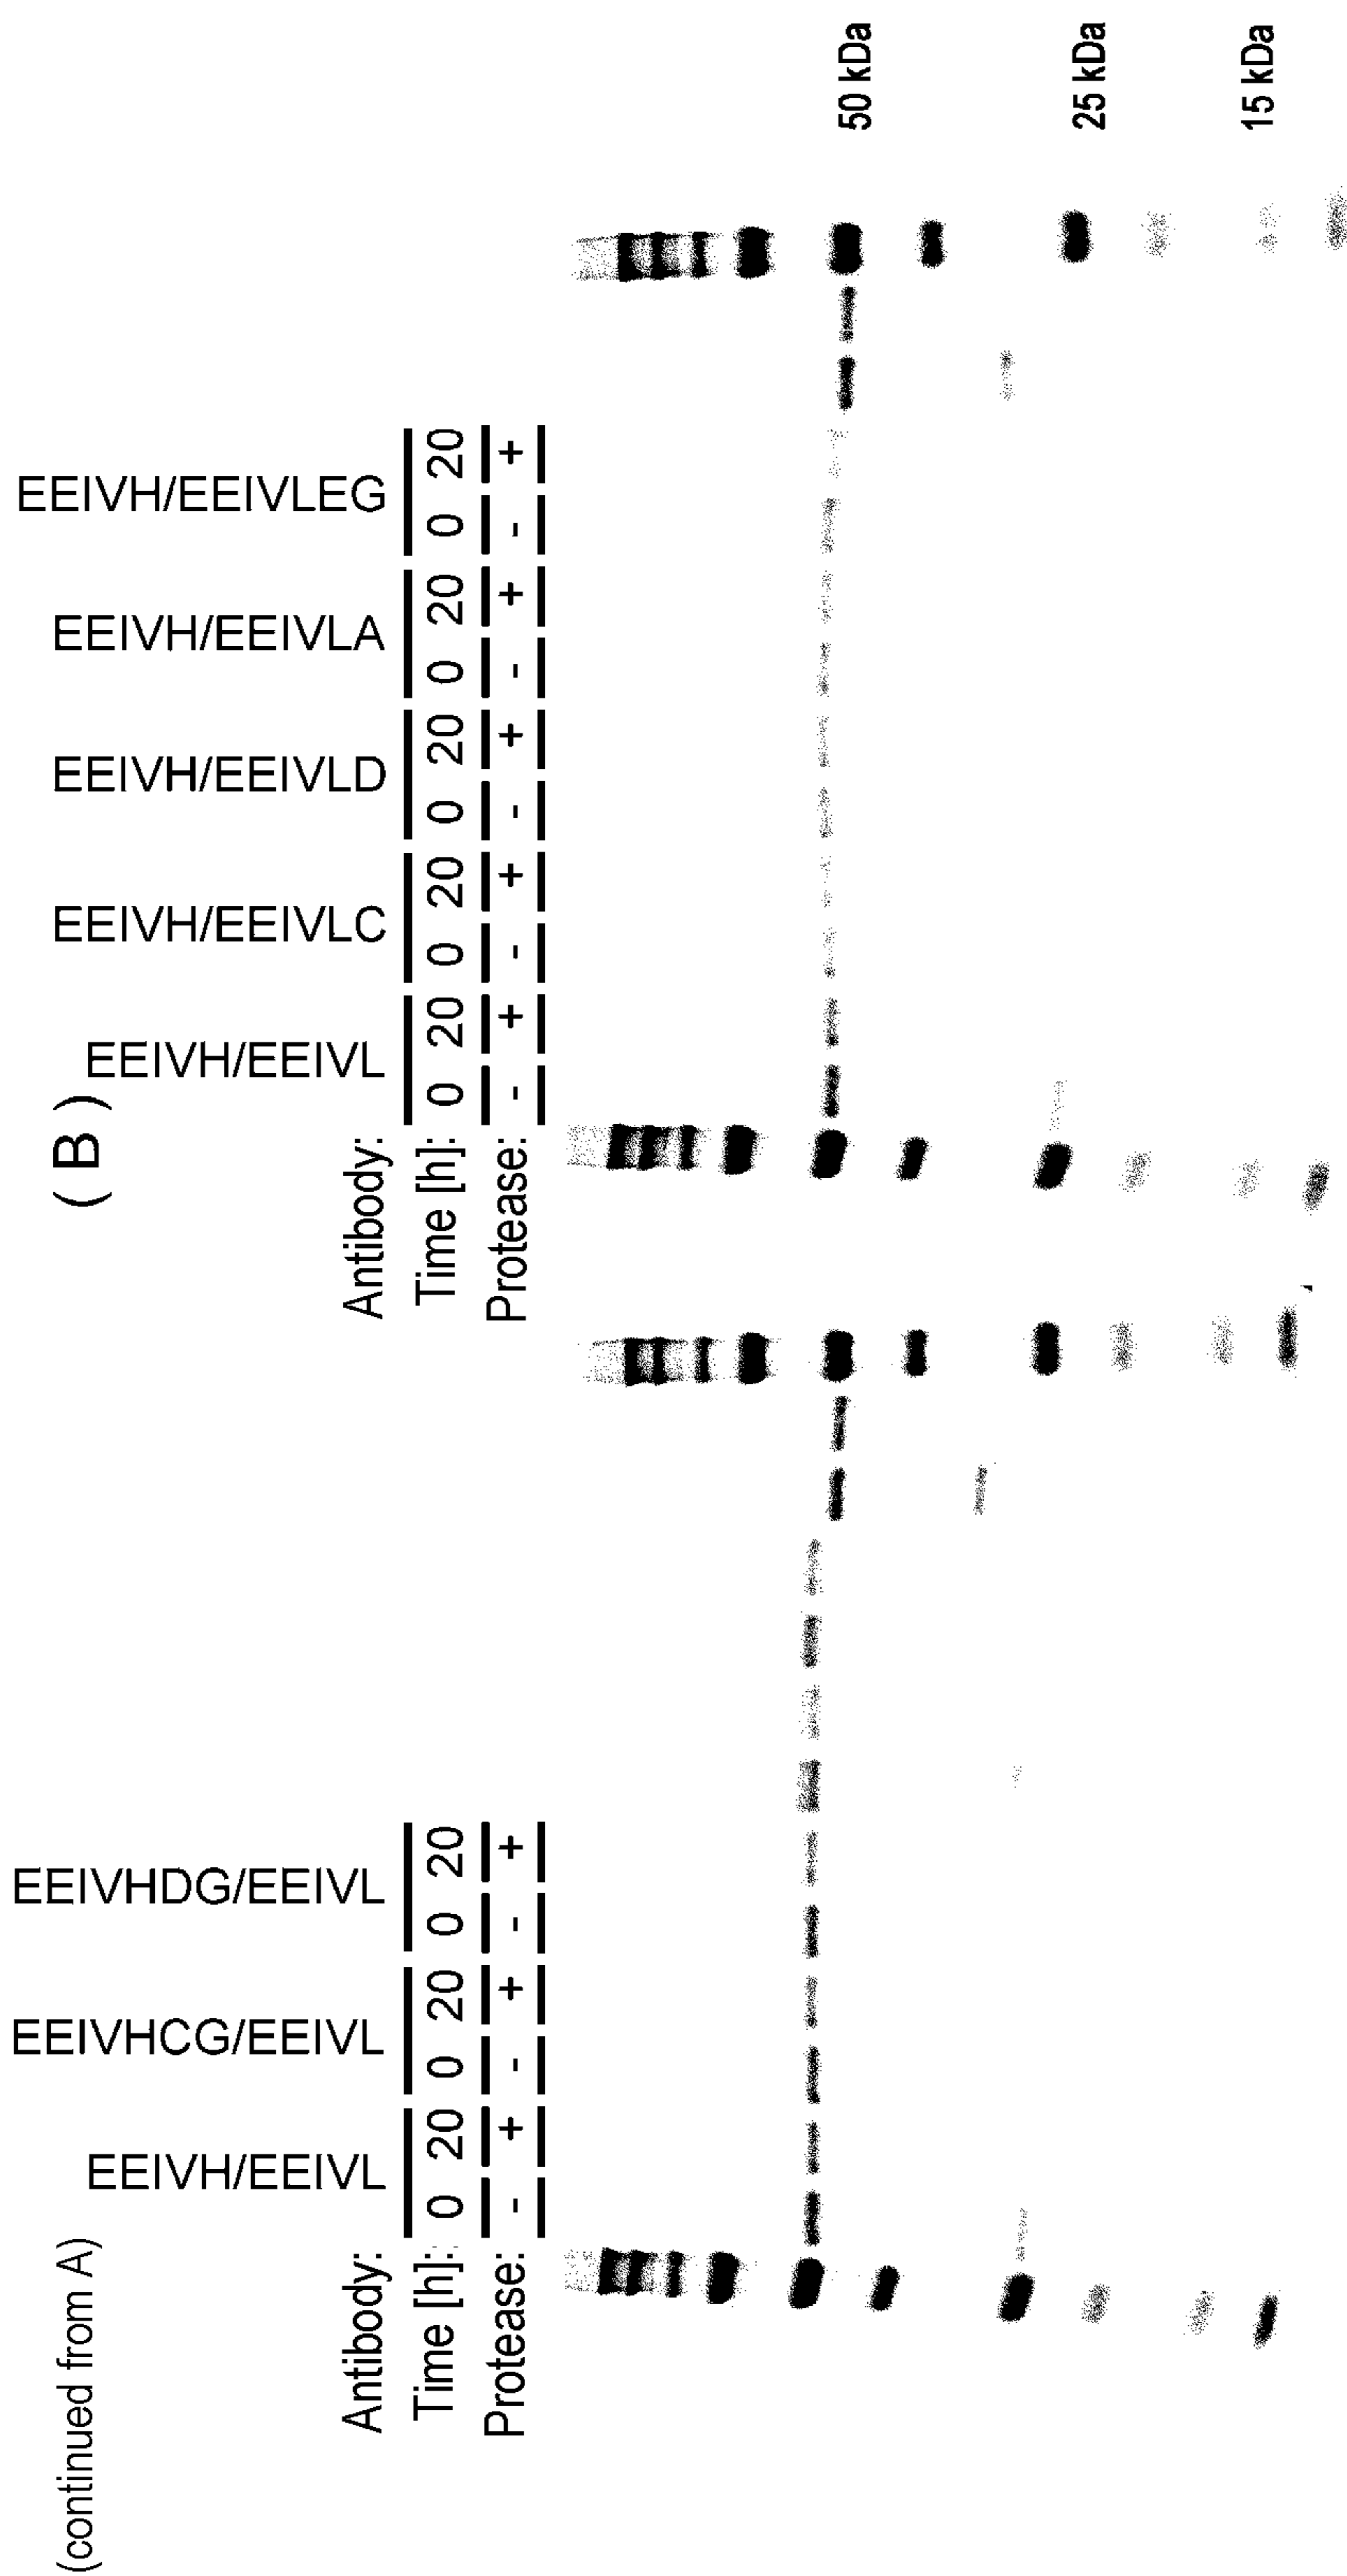 (continued from A)
Antibody: EEIVH/EEIVL EEIVHCG/EEIVL EEIVHDG/EEIVL
Time [h]: 0 20 0 20 0 20
Protease: - + - + - +
( B )
Antibody: EEIVH/EEIVL EEIVH/EEIVLC EEIVH/EEIVLD EEIVH/EEIVLA EEIVH/EEIVLEG
Time [h]: 0 20 0 20 0 20 0 20 0 20
Protease: - + - + - + - + - +
50 kDa
25 kDa
15 kDa